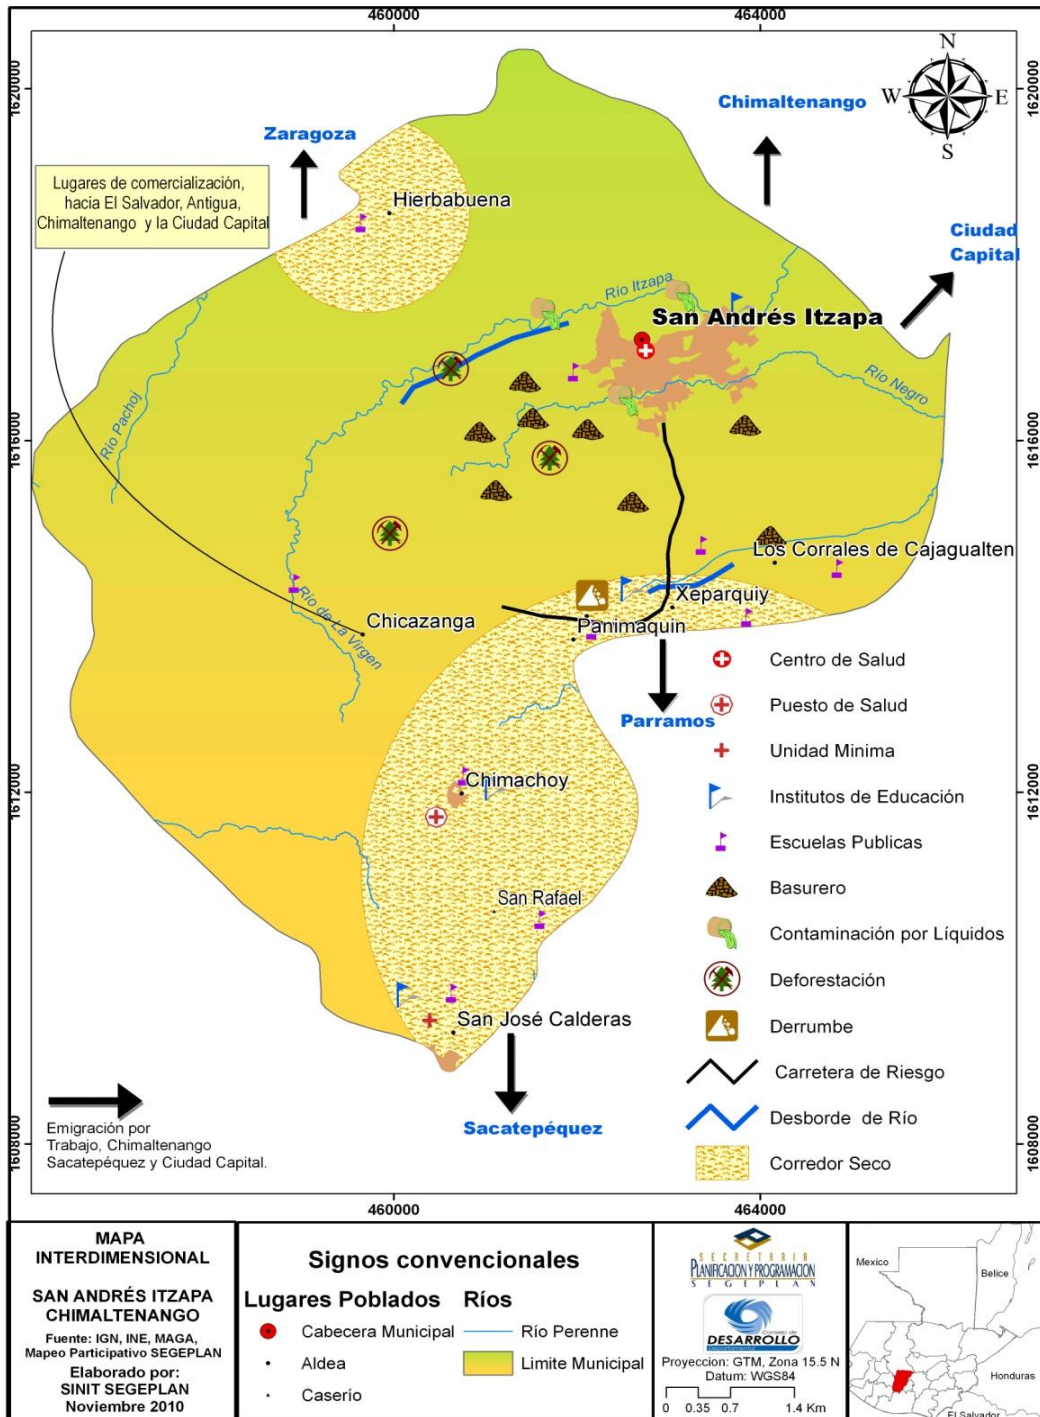 460000
464000
1620000
1620000
N
W
E
S
Chimaltenango
Zaragoza
Lugares de comercialización,
hacia El Salvador, Antigua,
Chimaltenango y la Ciudad Capital
Hierbabuena
Ciudad
Capital
Río Itzapa
San Andrés Itzapa
Río Negro
Río Pachoj
1616000
1616000
Los Corrales de Cajagualten
Xeparquiy
Río de La Virgen
Chicazanga
Panimaquin
Parramos
Chimachoy
1612000
1612000
San Rafael
San José Calderas
Sacatepéquez
Centro de Salud
Puesto de Salud
Unidad Minima
Institutos de Educación
Escuelas Publicas
Basurero
Contaminación por Líquidos
Deforestación
Derrumbe
Carretera de Riesgo
Desborde de Río
Corredor Seco
Emigración por
Trabajo, Chimaltenango
Sacatepéquez y Ciudad Capital.
1608000
1608000
460000
464000
MAPA
INTERDIMENSIONAL
SAN ANDRÉS ITZAPA
CHIMALTENANGO
Fuente: IGN, INE, MAGA,
Mapeo Participativo SEGEPLAN
Elaborado por:
SINIT SEGEPLAN
Noviembre 2010
Signos convencionales
Lugares Poblados
Cabecera Municipal
Aldea
Caserío
Ríos
Río Perenne
Limite Municipal
SECRETARIA
PLANIFICACION Y PROGRAMACION
SEGEPLAN
Consejo de
DESARROLLO
Departamental
Proyeccion: GTM, Zona 15.5 N
Datum: WGS84
0 0.35 0.7 1.4 Km
Mexico
Belice
Honduras
El Salvador